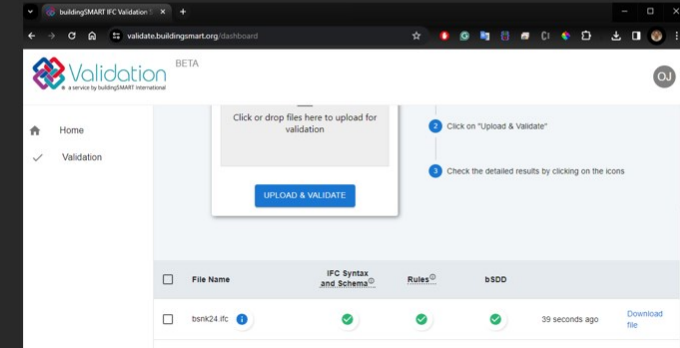 buildingSMART IFC Validation S
validate.buildingsmart.org/dashboard
Validation
BETA
a service by buildingSMART International
OJ
Home
Validation
Click or drop files here to upload for
validation
UPLOAD & VALIDATE
2 Click on "Upload & Validate"
3 Check the detailed results by clicking on the icons
File Name
IFC Syntax
and Schema
Rules
bSDD
bsnk24.ifc
39 seconds ago
Download
file